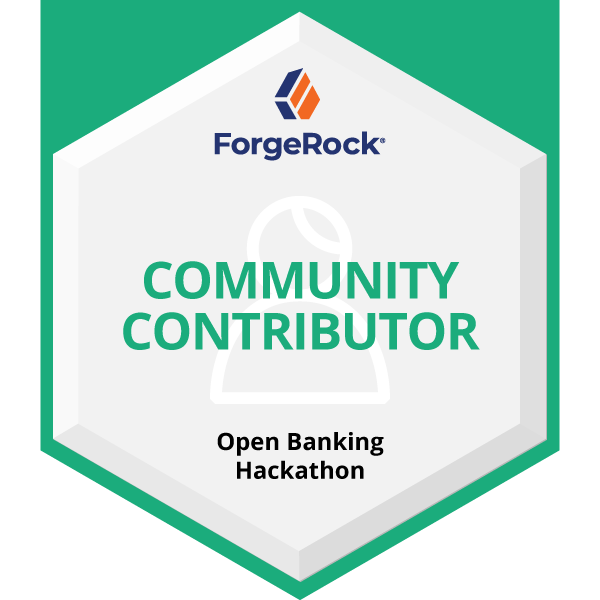 ForgeRock®
COMMUNITY
CONTRIBUTOR
Open Banking
Hackathon